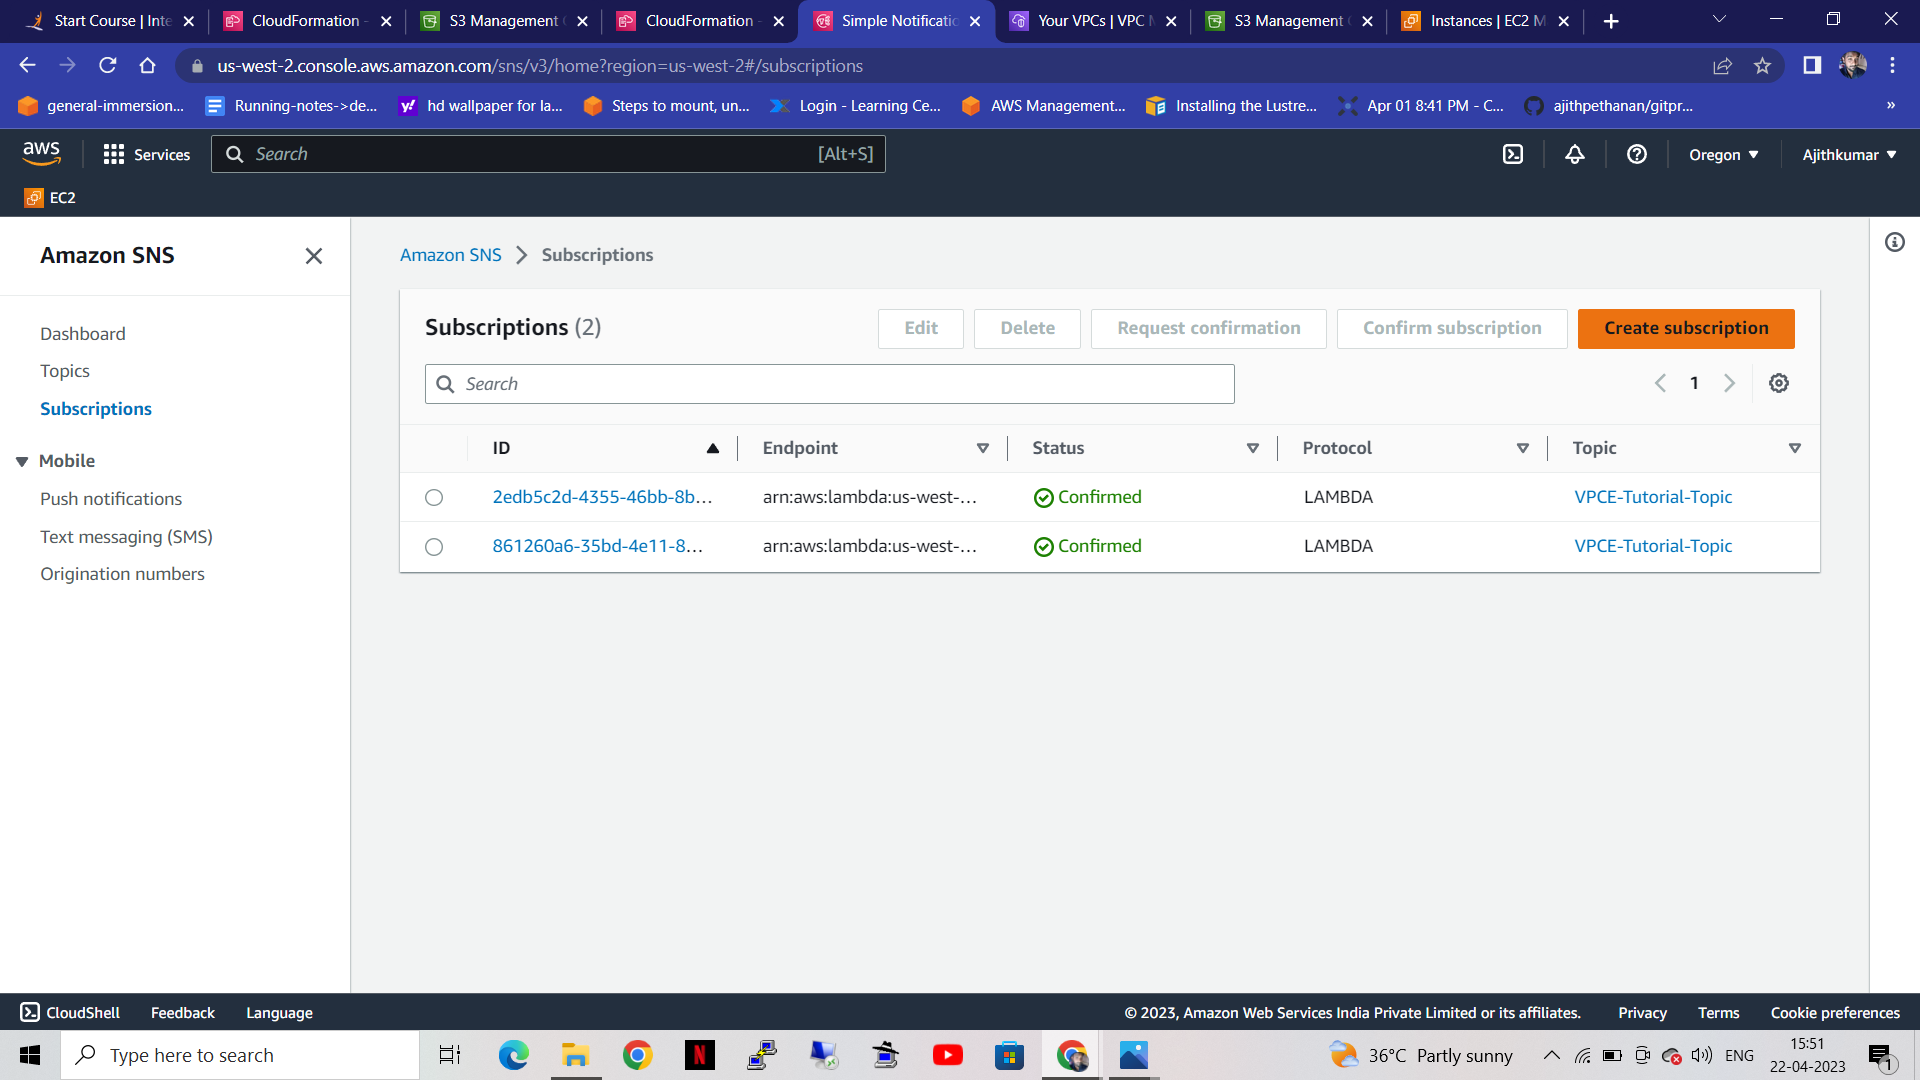 Start Course | Inte
CloudFormation -
S3 Management C
CloudFormation -
Simple Notificatio
Your VPCs | VPC M
S3 Management C
Instances | EC2 M
us-west-2.console.aws.amazon.com/sns/v3/home?region=us-west-2#/subscriptions
general-immersion...
Running-notes->de...
hd wallpaper for la...
Steps to mount, un...
Login - Learning Ce...
AWS Management...
Installing the Lustre...
Apr 01 8:41 PM - C...
ajithpethanan/gitpr...
»
aws
Services
Search
[Alt+S]
Oregon
Ajithkumar
EC2
Amazon SNS
Dashboard
Topics
Subscriptions
Mobile
Push notifications
Text messaging (SMS)
Origination numbers
Amazon SNS > Subscriptions
Subscriptions (2)
Edit
Delete
Request confirmation
Confirm subscription
Create subscription
Search
1
ID Endpoint Status Protocol Topic
2edb5c2d-4355-46bb-8b... arn:aws:lambda:us-west-... Confirmed LAMBDA VPCE-Tutorial-Topic
861260a6-35bd-4e11-8... arn:aws:lambda:us-west-... Confirmed LAMBDA VPCE-Tutorial-Topic
CloudShell
Feedback
Language
© 2023, Amazon Web Services India Private Limited or its affiliates.
Privacy
Terms
Cookie preferences
Type here to search
36°C Partly sunny
ENG
15:51
22-04-2023
1